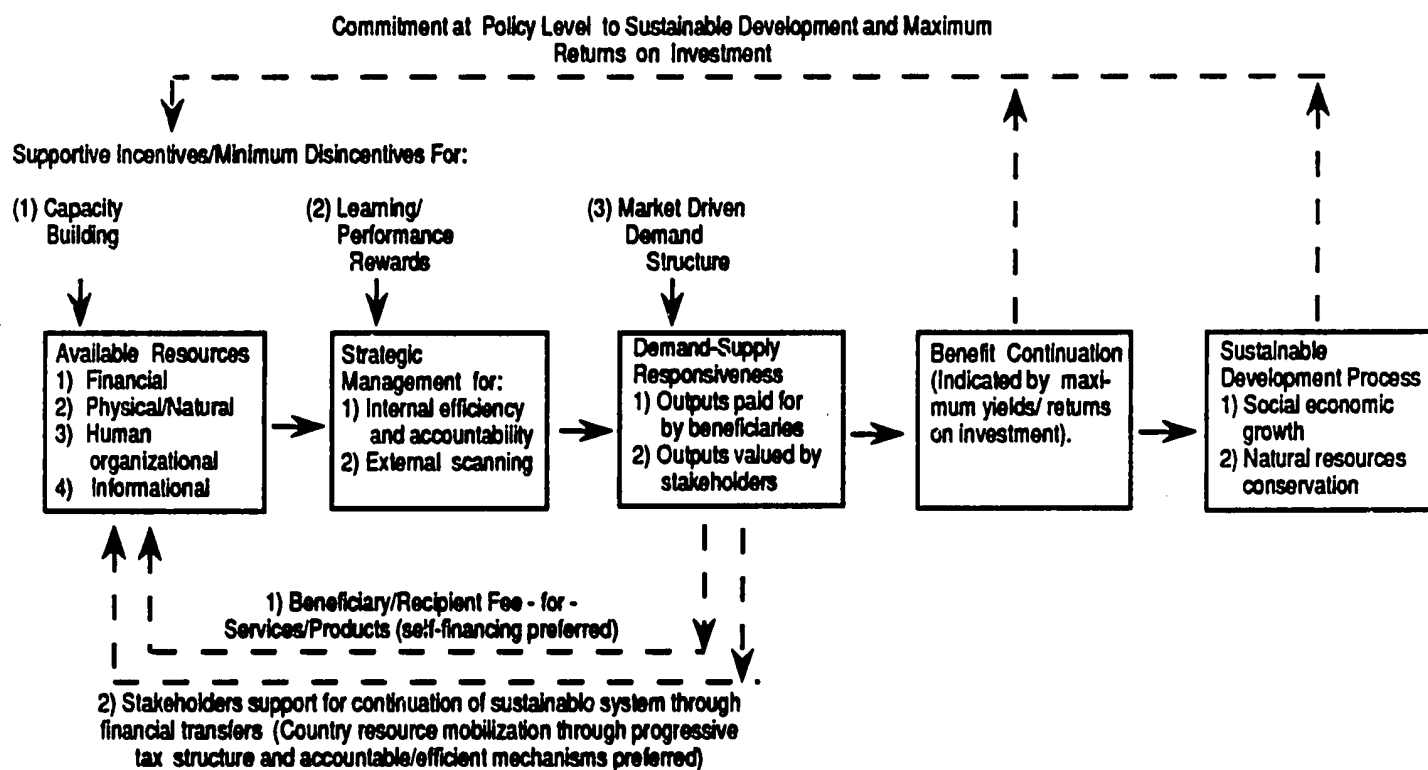 Commitment at Policy Level to Sustainable Development and Maximum
Returns on Investment
Supportive Incentives/Minimum Disincentives For:
(1) Capacity
Building
(2) Learning/
Performance
Rewards
(3) Market Driven
Demand
Structure
Available Resources
1) Financial
2) Physical/Natural
3) Human
organizational
4) Informational
Strategic
Management for:
1) Internal efficiency
and accountability
2) External scanning
Demand-Supply
Responsiveness
1) Outputs paid for
by beneficiaries
2) Outputs valued by
stakeholders
Benefit Continuation
(Indicated by maxi-
mum yields/ returns
on investment).
Sustainable
Development Process
1) Social economic
growth
2) Natural resources
conservation
1) Beneficiary/Recipient Fee - for -
Services/Products (self-financing preferred)
2) Stakeholders support for continuation of sustainable system through
financial transfers (Country resource mobilization through progressive
tax structure and accountable/efficient mechanisms preferred)